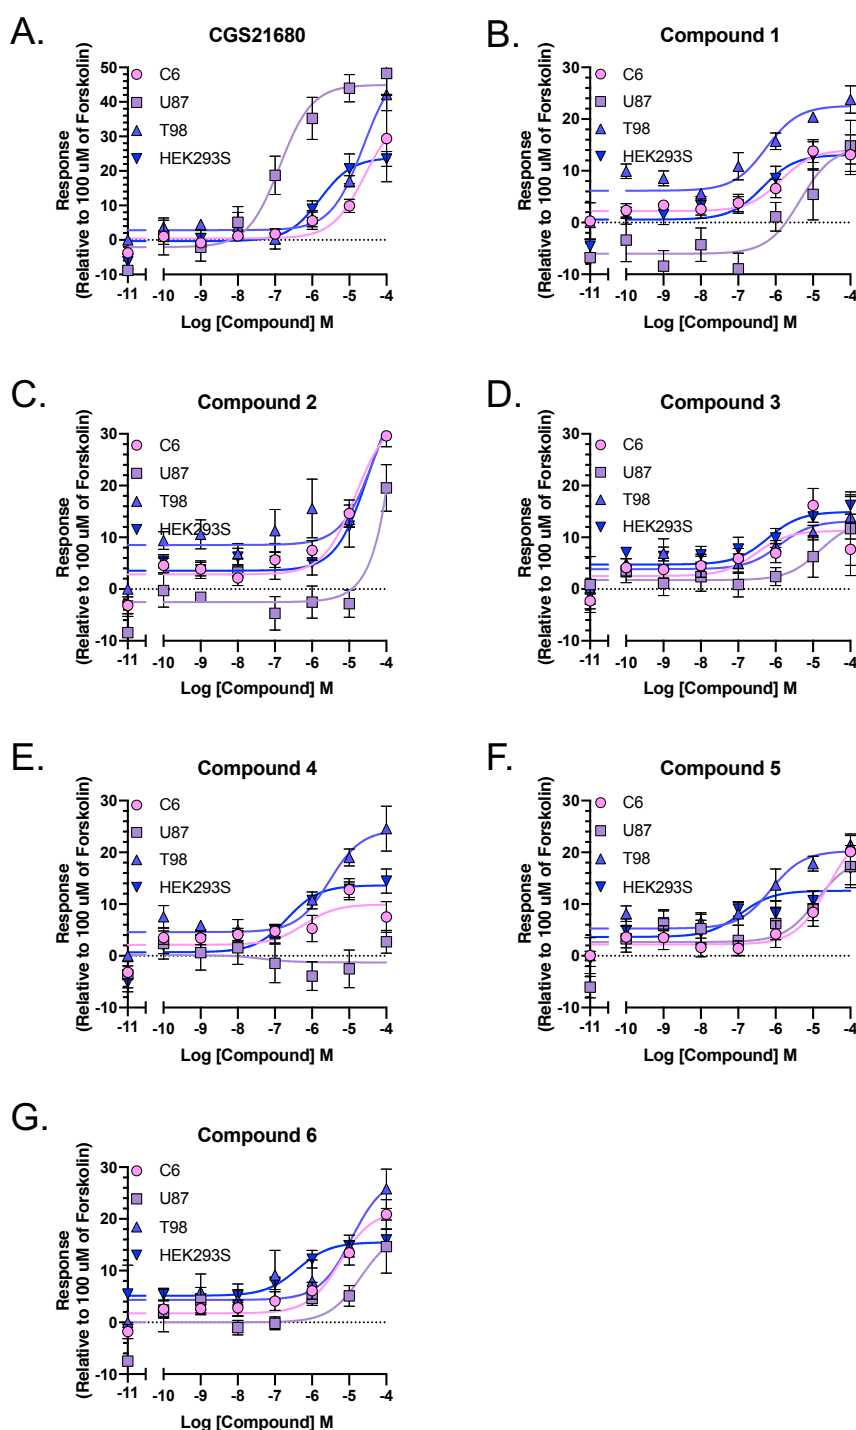 A.
CGS21680
C6
U87
T98
HEK293S
50
40
30
20
10
0
-10
Response
(Relative to 100 uM of Forskolin)
-11 -10 -9 -8 -7 -6 -5 -4
Log [Compound] M
B.
Compound 1
C6
U87
T98
HEK293S
30
20
10
0
-10
Response
(Relative to 100 uM of Forskolin)
-11 -10 -9 -8 -7 -6 -5 -4
Log [Compound] M
C.
Compound 2
C6
U87
T98
HEK293S
30
20
10
0
-10
Response
(Relative to 100 uM of Forskolin)
-11 -10 -9 -8 -7 -6 -5 -4
Log [Compound] M
D.
Compound 3
C6
U87
T98
HEK293S
30
20
10
0
-10
Response
(Relative to 100 uM of Forskolin)
-11 -10 -9 -8 -7 -6 -5 -4
Log [Compound] M
E.
Compound 4
C6
U87
T98
HEK293S
30
20
10
0
-10
Response
(Relative to 100 uM of Forskolin)
-11 -10 -9 -8 -7 -6 -5 -4
Log [Compound] M
F.
Compound 5
C6
U87
T98
HEK293S
30
20
10
0
-10
Response
(Relative to 100 uM of Forskolin)
-11 -10 -9 -8 -7 -6 -5 -4
Log [Compound] M
G.
Compound 6
C6
U87
T98
HEK293S
30
20
10
0
-10
Response
(Relative to 100 uM of Forskolin)
-11 -10 -9 -8 -7 -6 -5 -4
Log [Compound] M